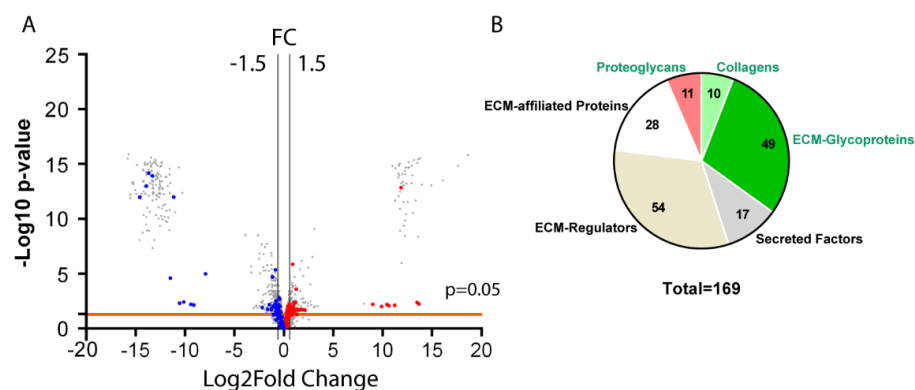 A
FC
-1.5 1.5
25
20
15
10
5
0
-Log10 p-value
p=0.05
-20 -15 -10 -5 0 5 10 15 20
Log2Fold Change
B
Proteoglycans Collagens
11 10
ECM-affiliated Proteins
28
49 ECM-Glycoproteins
54
17
ECM-Regulators
Secreted Factors
Total=169